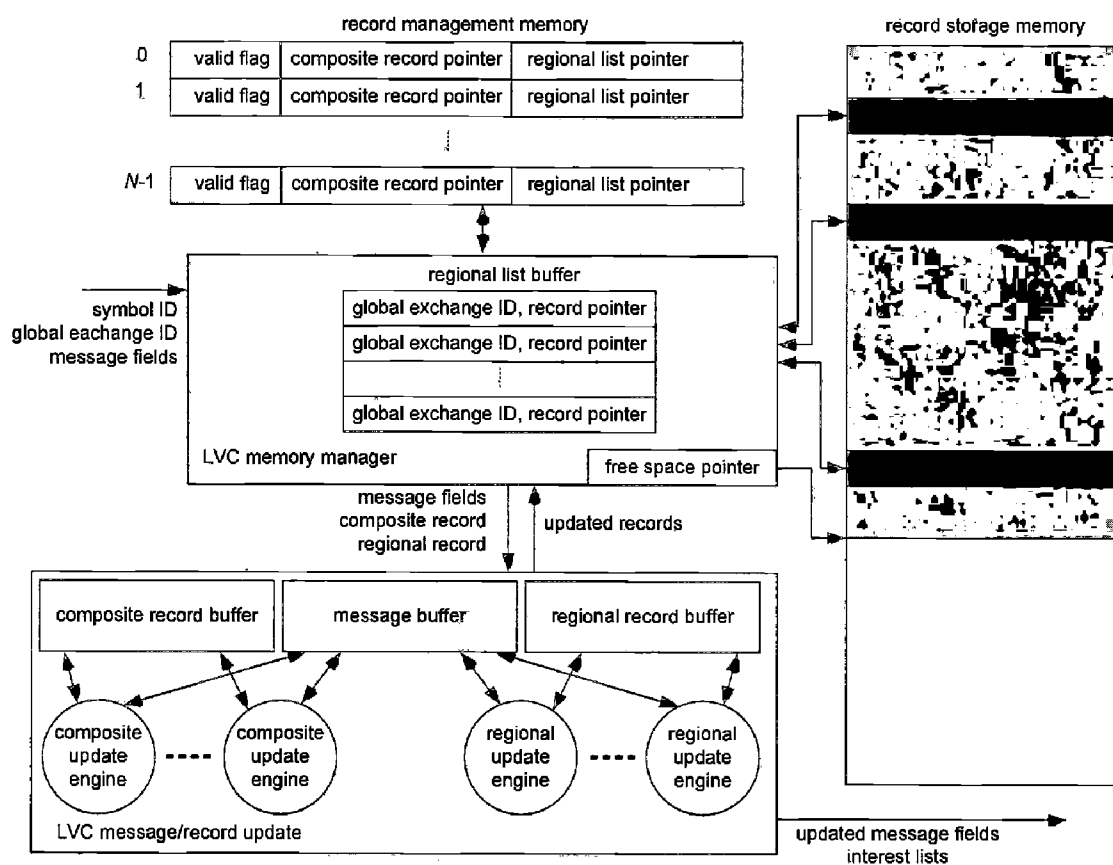 record management memory
record storage memory
0 valid flag composite record pointer regional list pointer
1 valid flag composite record pointer regional list pointer
N-1 valid flag composite record pointer regional list pointer
regional list buffer
symbol ID
global eachange ID
message fields
global exchange ID, record pointer
global exchange ID, record pointer
global exchange ID, record pointer
LVC memory manager
free space pointer
message fields
composite record
regional record
updated records
composite record buffer
message buffer
regional record buffer
composite
update
engine
composite
update
engine
regional
update
engine
regional
update
engine
LVC message/record update
updated message fields
interest lists